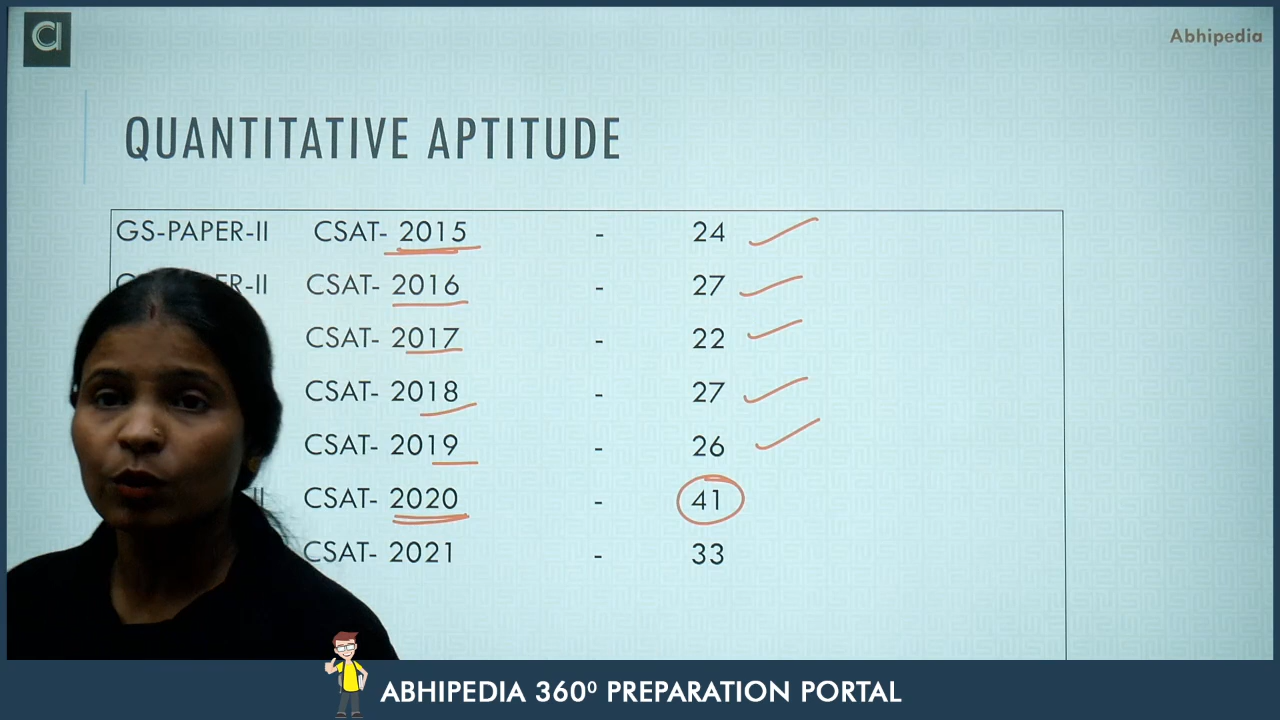 Abhipedia
QUANTITATIVE APTITUDE
GS-PAPER-II CSAT- 2015 - 24
CSAT- 2016 - 27
CSAT- 2017 - 22
CSAT- 2018 - 27
CSAT- 2019 - 26
CSAT- 2020 - 41
CSAT- 2021 - 33
ABHIPEDIA 360⁰ PREPARATION PORTAL